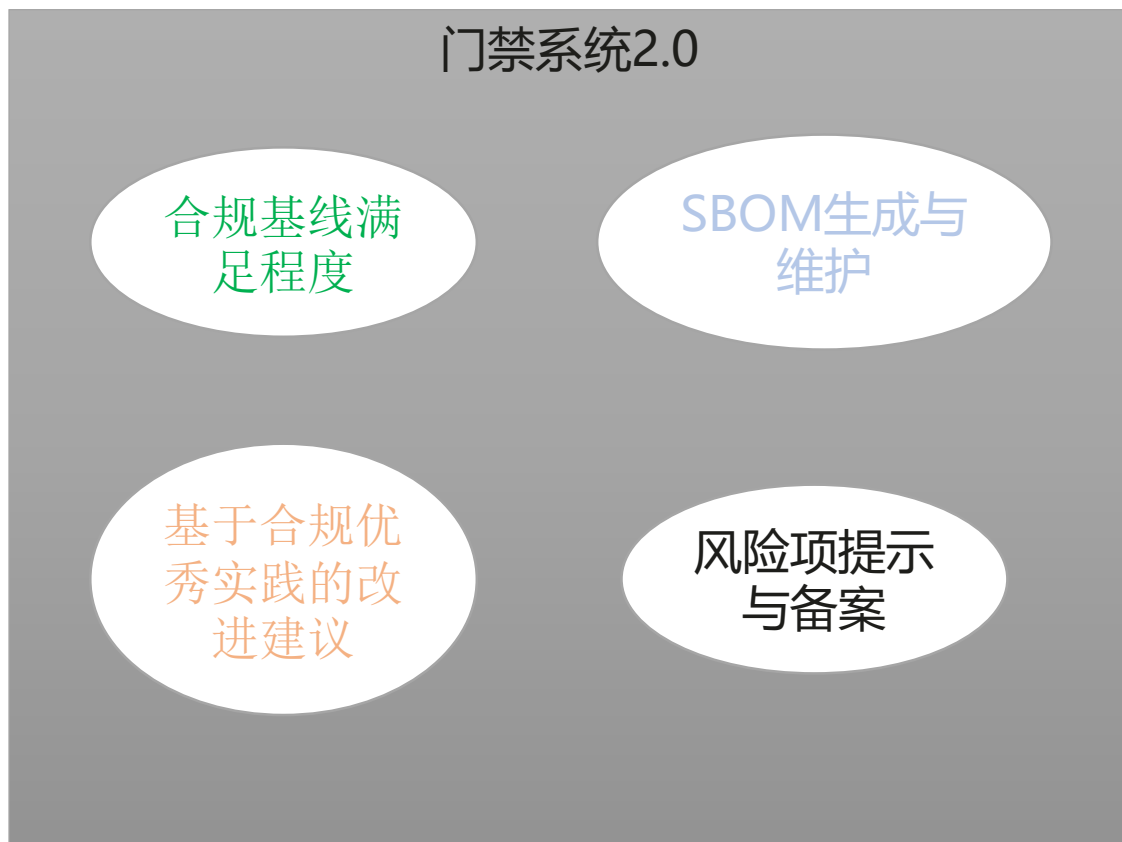 门禁系统2.0
合规基线满
足程度
SBOM生成与
维护
基于合规优
秀实践的改
进建议
风险项提示
与备案